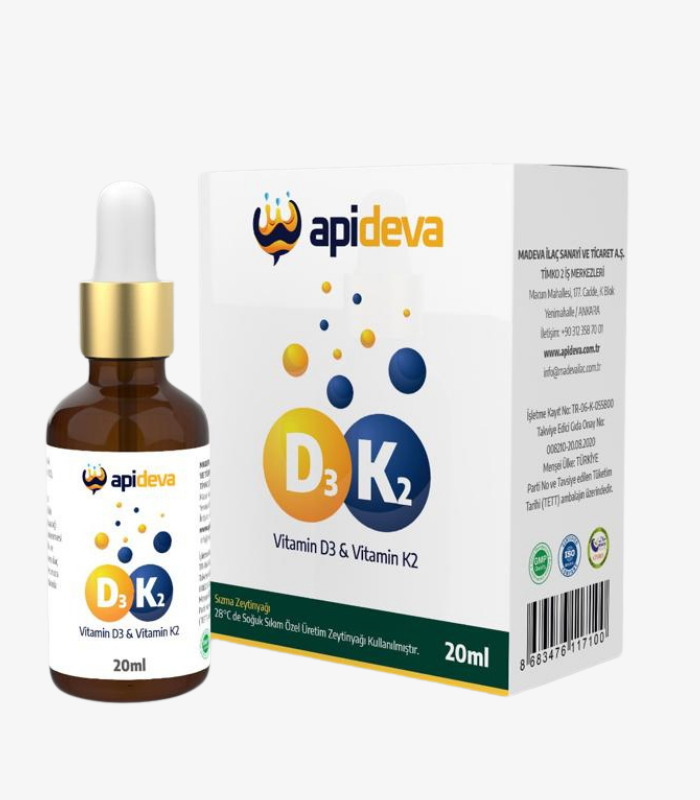 apideva
D3 K2
Vitamin D3 & Vitamin K2
20ml
apideva
D3 K2
Vitamin D3 & Vitamin K2
Sızma Zeytinyağı
28°C de Soğuk Sıkım Özel Üretim Zeytinyağı Kullanılmıştır.
20ml
MADEVA İLAÇ SANAYİ VE TİCARET A.Ş.
TİMKO 2 İŞ MERKEZLERİ
Macun Mahallesi, 177. Cadde, K Blok
Yenimahalle / ANKARA
İletişim: +90 312 358 70 01
www.apideva.com.tr
info@madevailac.com
İşletme Kayıt No: TR-06-K-055800
Takviye Edici Gıda Onay No:
008210-20.08.2020
Menşei Ülke: TÜRKİYE
Parti No ve Tavsiye edilen Tüketim
Tarihi (TETT) ambalajın üzerindedir.
GMP
ISO
8 683476 117100